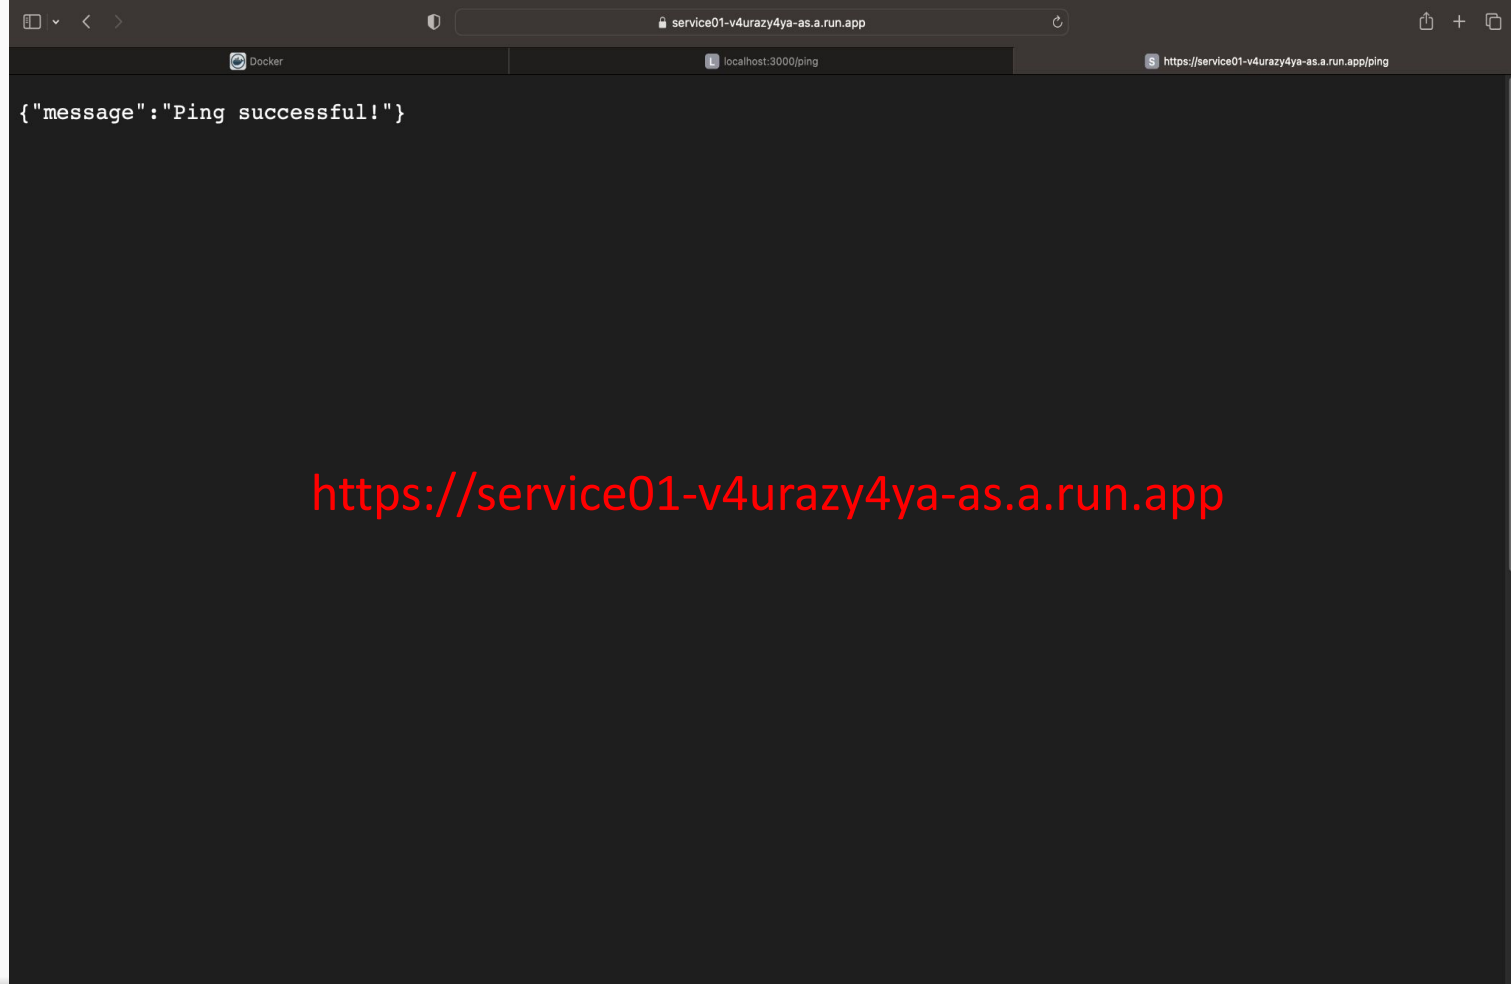 service01-v4urazy4ya-as.a.run.app
Docker
L localhost:3000/ping
S https://service01-v4urazy4ya-as.a.run.app/ping
{"message":"Ping successful!"}
https://service01-v4urazy4ya-as.a.run.app